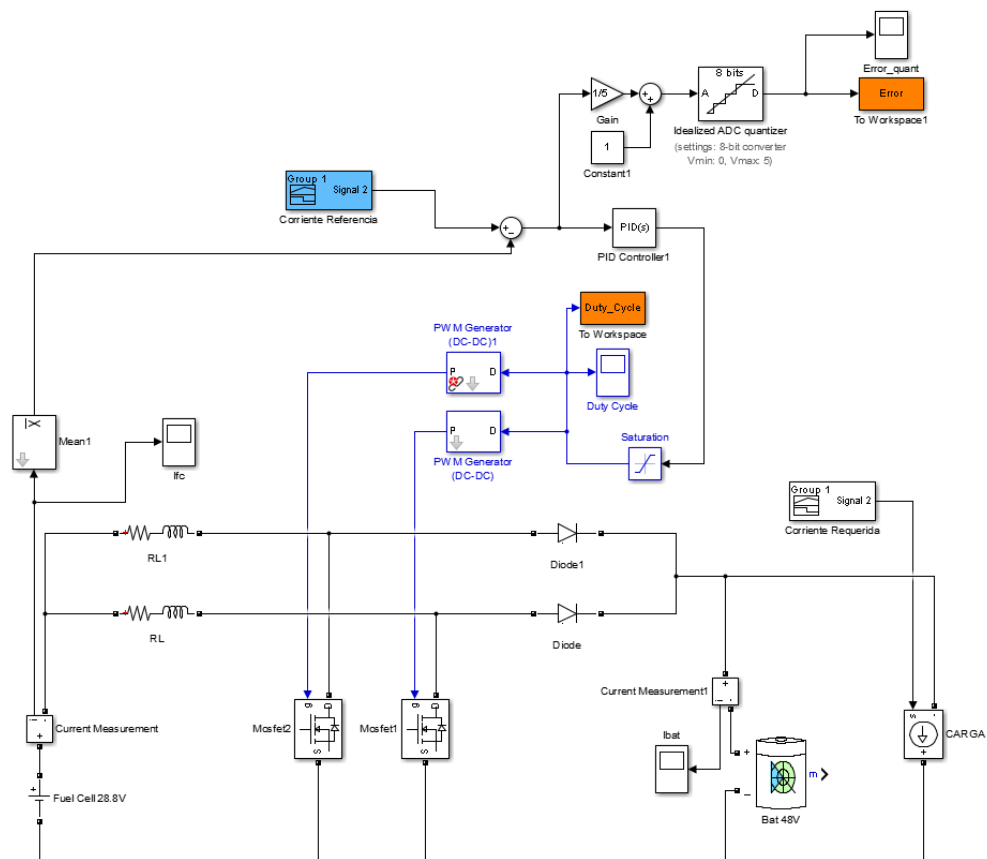 8 bits
A
D
Error_quant
Error
To Workspace1
1/5
Gain
Idealized ADC quantizer
(settings: 8-bit converter
Vmin: 0, Vmax: 5)
1
Constant1
Group 1
Signal 2
Corriente Referencia
PID(s)
PID Controller1
Duty_Cycle
To Workspace
PWM Generator
(DC-DC)1
P
D
Duty Cycle
P
D
PWM Generator
(DC-DC)
Saturation
|X
Mean1
Ifc
Group 1
Signal 2
Corriente Requerida
RL1
Diode1
RL
Diode
Current Measurement
Mosfet2
g
D
S
Mosfet1
g
D
S
Current Measurement1
Ibat
s
CARGA
m
Fuel Cell 28.8V
Bat 48V